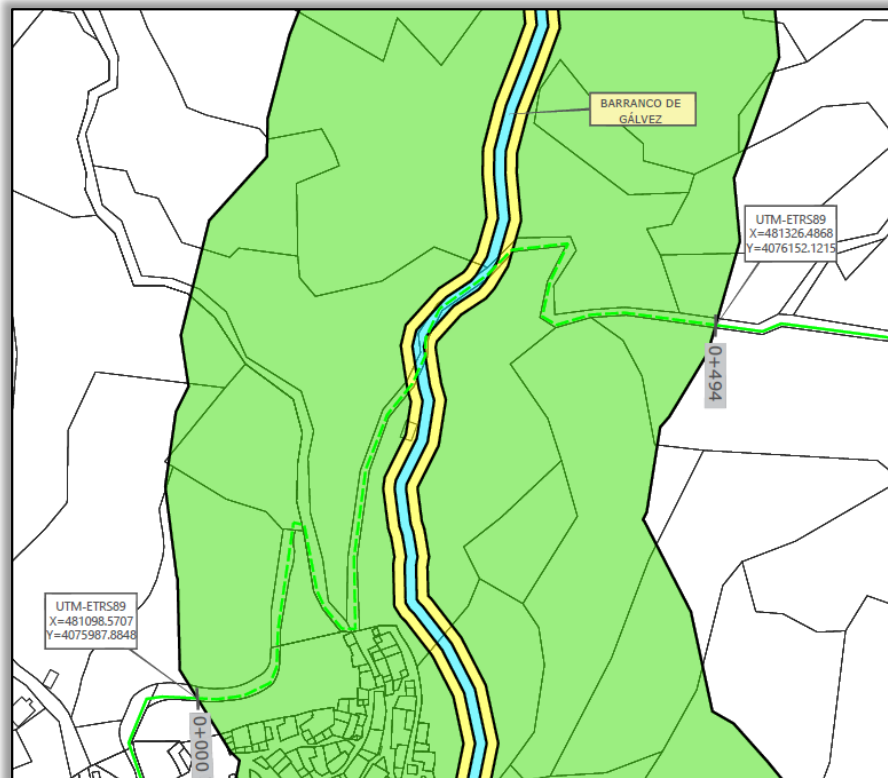 BARRANCO DE
GÁLVEZ
UTM-ETRS89
X=481326.4868
Y=4076152.1215
0+494
UTM-ETRS89
X=481098.5707
Y=4075987.8848
0+000